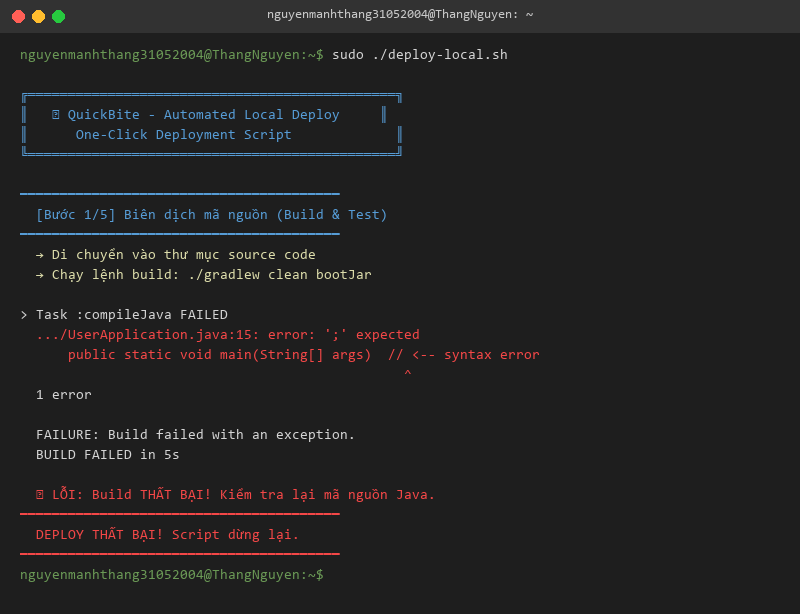 nguyenmanhthang31052004@ThangNguyen: ~
nguyenmanhthang31052004@ThangNguyen:~$ sudo ./deploy-local.sh
QuickBite - Automated Local Deploy
One-Click Deployment Script
[Bước 1/5] Biên dịch mã nguồn (Build & Test)
→ Di chuyển vào thư mục source code
→ Chạy lệnh build: ./gradlew clean bootJar
> Task :compileJava FAILED
.../UserApplication.java:15: error: ';' expected
public static void main(String[] args)  // <-- syntax error
^
1 error
FAILURE: Build failed with an exception.
BUILD FAILED in 5s
LỖI: Build THẤT BẠI! Kiểm tra lại mã nguồn Java.
DEPLOY THẤT BẠI! Script dừng lại.
nguyenmanhthang31052004@ThangNguyen:~$